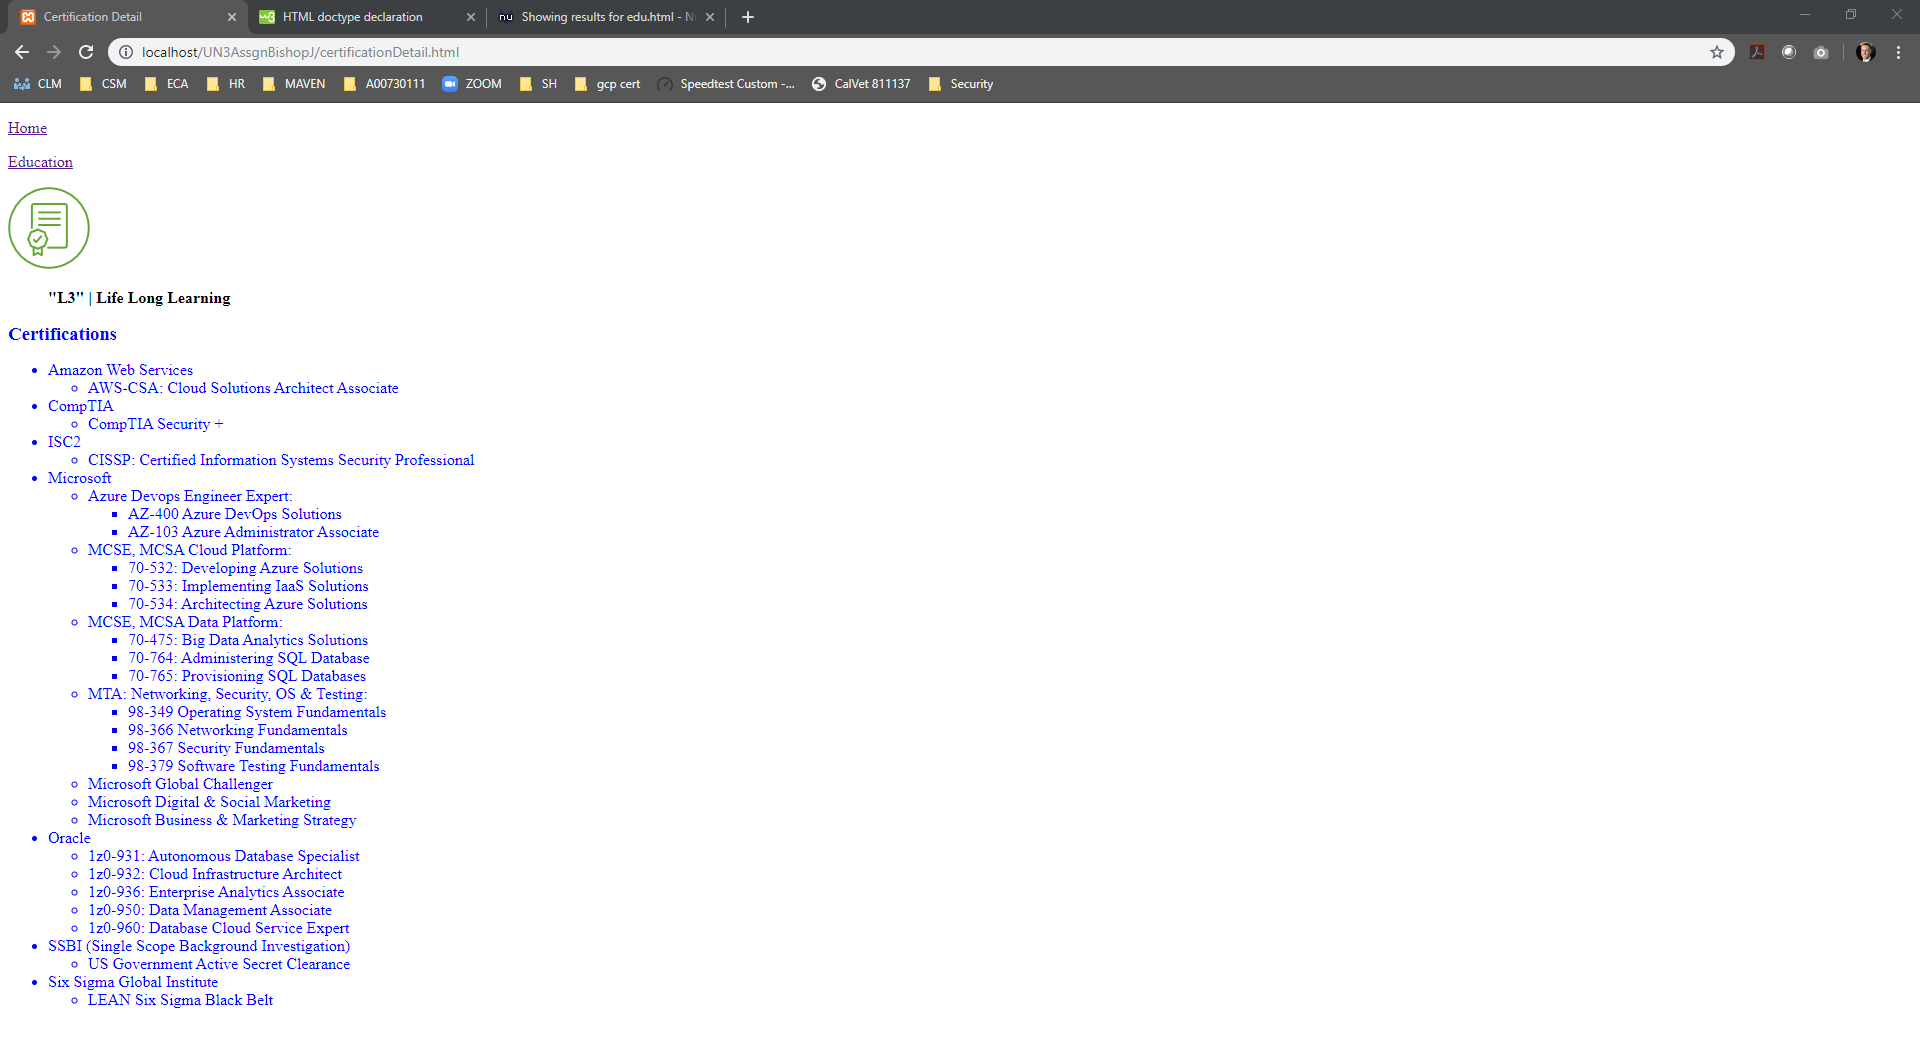 Certification Detail
HTML doctype declaration
Showing results for edu.html - N
localhost/UN3AssgnBishopJ/certificationDetail.html
CLM CSM ECA HR MAVEN A00730111 ZOOM SH gcp cert Speedtest Custom -... CalVet 811137 Security
Home
Education
"L3" | Life Long Learning
Certifications
Amazon Web Services
AWS-CSA: Cloud Solutions Architect Associate
CompTIA
CompTIA Security +
ISC2
CISSP: Certified Information Systems Security Professional
Microsoft
Azure Devops Engineer Expert:
AZ-400 Azure DevOps Solutions
AZ-103 Azure Administrator Associate
MCSE, MCSA Cloud Platform:
70-532: Developing Azure Solutions
70-533: Implementing IaaS Solutions
70-534: Architecting Azure Solutions
MCSE, MCSA Data Platform:
70-475: Big Data Analytics Solutions
70-764: Administering SQL Database
70-765: Provisioning SQL Databases
MTA: Networking, Security, OS & Testing:
98-349 Operating System Fundamentals
98-366 Networking Fundamentals
98-367 Security Fundamentals
98-379 Software Testing Fundamentals
Microsoft Global Challenger
Microsoft Digital & Social Marketing
Microsoft Business & Marketing Strategy
Oracle
1z0-931: Autonomous Database Specialist
1z0-932: Cloud Infrastructure Architect
1z0-936: Enterprise Analytics Associate
1z0-950: Data Management Associate
1z0-960: Database Cloud Service Expert
SSBI (Single Scope Background Investigation)
US Government Active Secret Clearance
Six Sigma Global Institute
LEAN Six Sigma Black Belt